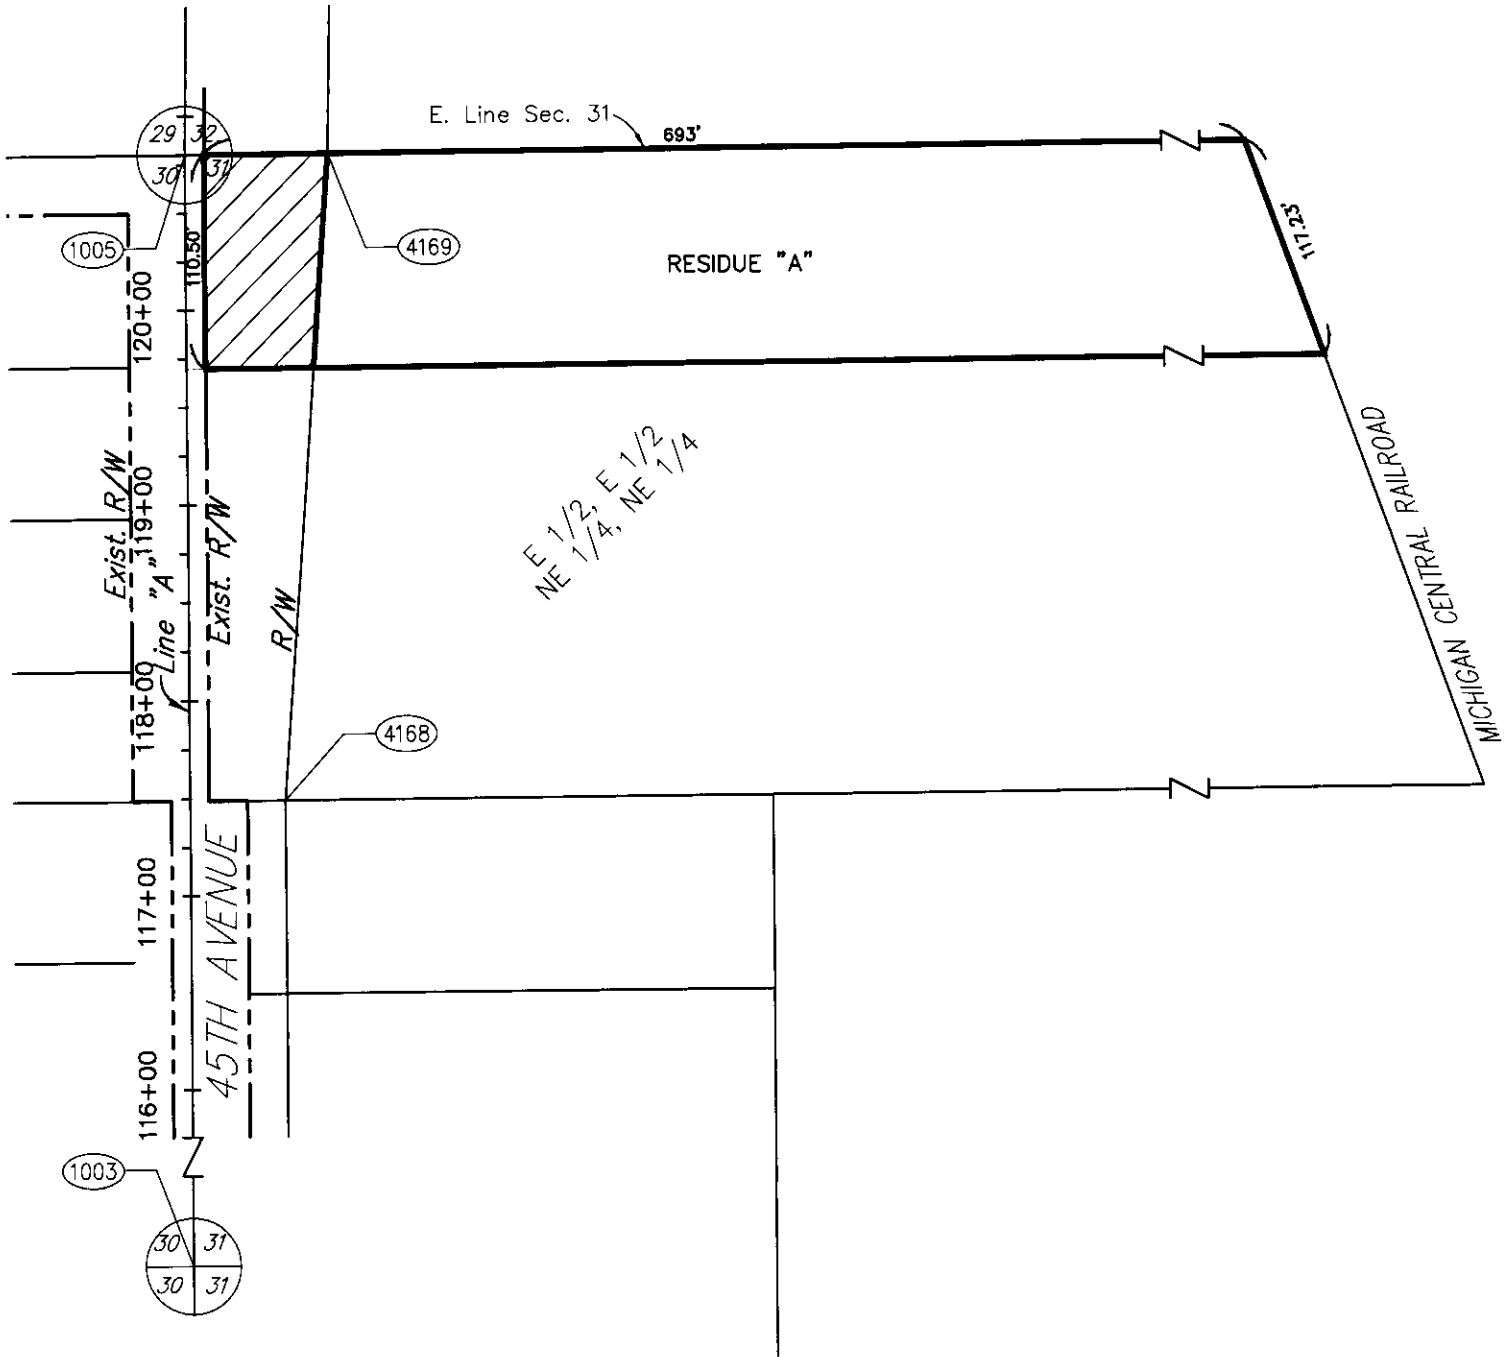 E. Line Sec. 31
693'
29 32
30 31
1005
4169
110.50'
RESIDUE "A"
117.23'
120+00
Exist. R/W
119+00
Line "A"
Exist. R/W
R/W
E 1/2, E 1/2
NE 1/4, NE 1/4
MICHIGAN CENTRAL RAILROAD
118+00
4168
117+00
45TH AVENUE
116+00
1003
30 31
30 31